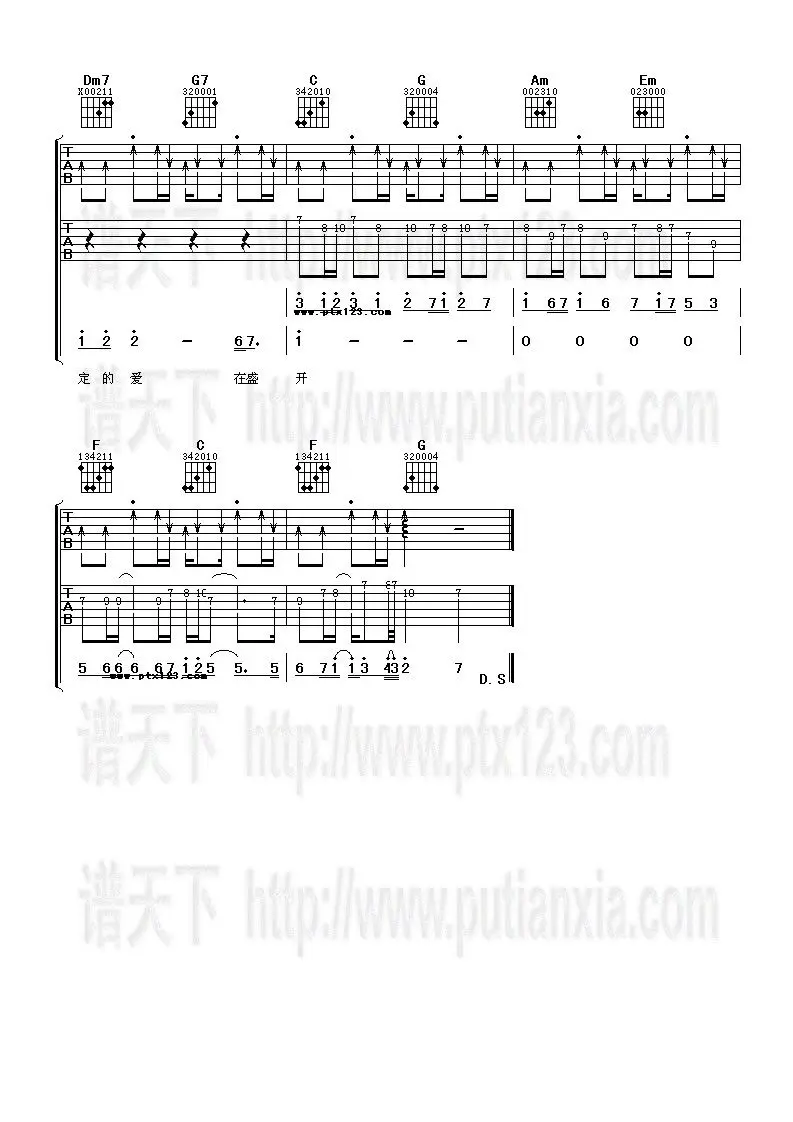 Dm7 G7 C G Am Em
X00211 320001 342010 320004 002310 023000
T
A
B
谱天下 http://www.ptx123.com
T 7 8 10 7 8 10 7 8 10 7 8 9 7 8 9 7 8 7 7 9
A
B
3 1 2 3 1 2 7 1 2 7 1 6 7 1 6 7 1 7 5 3
www.ptx123.com
1 2 2 - 6 7. 1 - - - 0 0 0 0
定 的 爱 在盛 开
谱天下 http://www.putianxia.com
F C F G
134211 342010 134211 320004
T
A
B
-
T 7 9 9 9 7 8 10 7 7 9 7 8 7 8 7 10 7
A
B
5 6 6 6 6 7 1 2 5 5. 5 6 7 1 1 3 4 3 2 7
www.ptx123.com
D.S
谱天下 http://www.ptx123.com
谱天下 http://www.putianxia.com